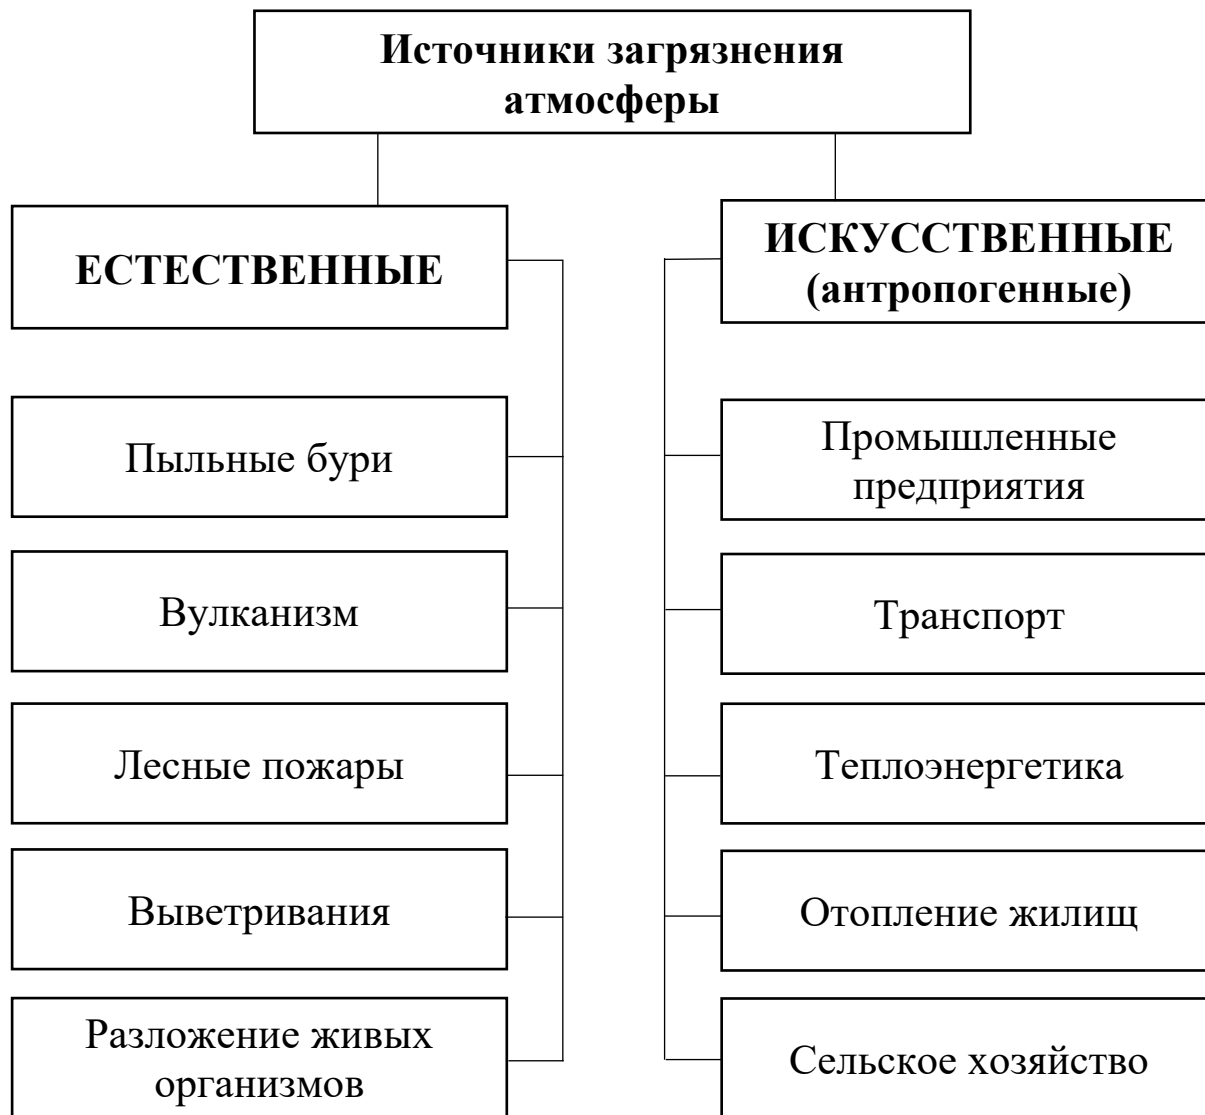 Источники загрязнения
атмосферы
ЕСТЕСТВЕННЫЕ
Пыльные бури
Вулканизм
Лесные пожары
Выветривания
Разложение живых
организмов
ИСКУССТВЕННЫЕ
(антропогенные)
Промышленные
предприятия
Транспорт
Теплоэнергетика
Отопление жилищ
Сельское хозяйство